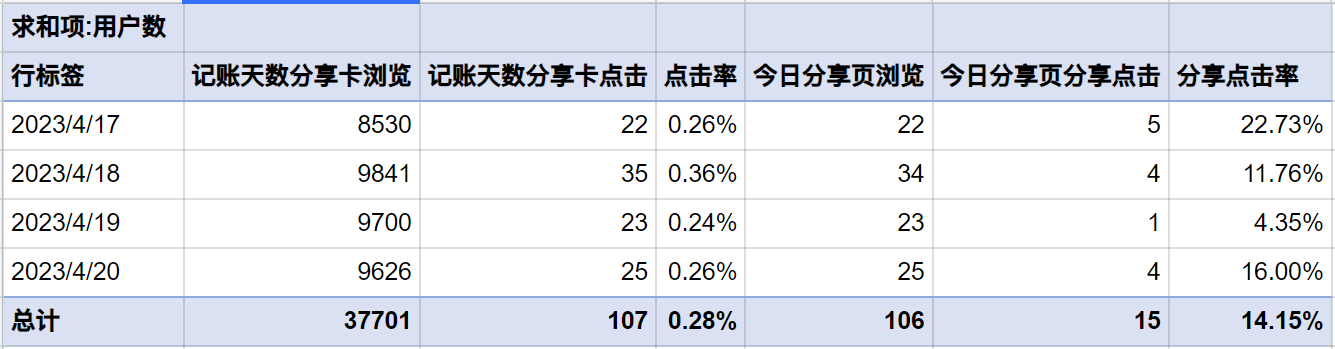 求和项:用户数
行标签 记账天数分享卡浏览 记账天数分享卡点击 点击率 今日分享页浏览 今日分享页分享点击 分享点击率
2023/4/17 8530 22 0.26% 22 5 22.73%
2023/4/18 9841 35 0.36% 34 4 11.76%
2023/4/19 9700 23 0.24% 23 1 4.35%
2023/4/20 9626 25 0.26% 25 4 16.00%
总计 37701 107 0.28% 106 15 14.15%